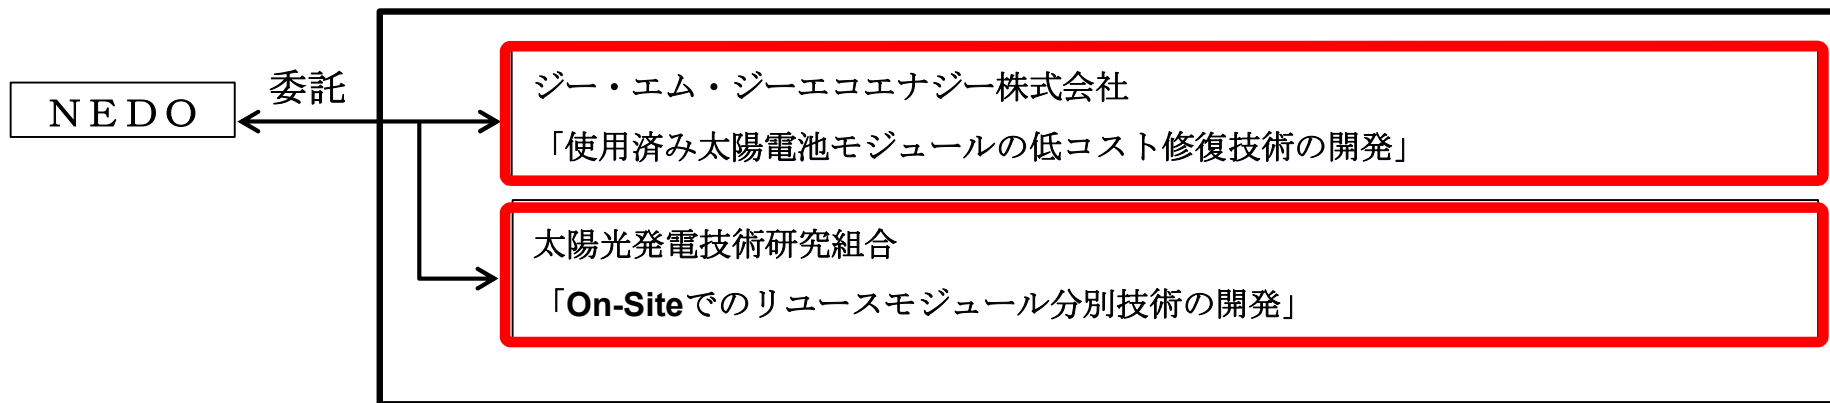 NEDO
委託
ジー・エム・ジーエコエナジー株式会社
「使用済み太陽電池モジュールの低コスト修復技術の開発」
太陽光発電技術研究組合
「On-Siteでのリユースモジュール分別技術の開発」